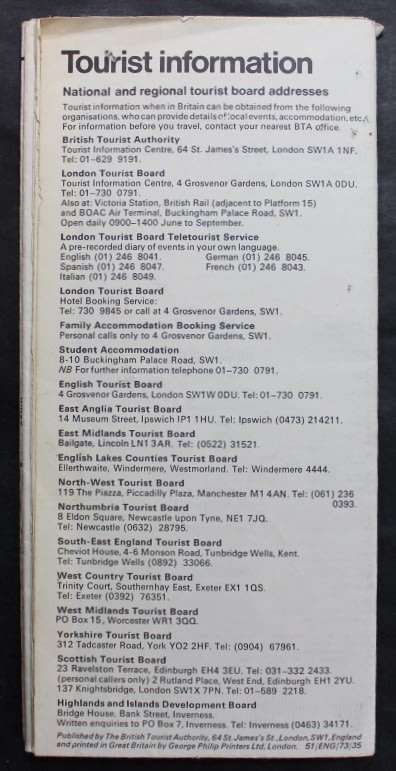 Tourist information
National and regional tourist board addresses
Tourist information when in Britain can be obtained from the following
organisations, who can provide details of local events, accommodation, etc.
For information before you travel, contact your nearest BTA office.
British Tourist Authority
Tourist Information Centre, 64 St. James's Street, London SW1A 1NF.
Tel: 01-629 9191.
London Tourist Board
Tourist Information Centre, 4 Grosvenor Gardens, London SW1A 0DU.
Tel: 01-730 0791.
Also at: Victoria Station, British Rail (adjacent to Platform 15)
and BOAC Air Terminal, Buckingham Palace Road, SW1.
Open daily 0900-1400 June to September.
London Tourist Board Teletourist Service
A pre-recorded diary of events in your own language.
English (01) 246 8041. German (01) 246 8045.
Spanish (01) 246 8047. French (01) 246 8043.
Italian (01) 246 8049.
London Tourist Board
Hotel Booking Service:
Tel: 730 9845 or call at 4 Grosvenor Gardens, SW1.
Family Accommodation Booking Service
Personal calls only to 4 Grosvenor Gardens, SW1.
Student Accommodation
8-10 Buckingham Palace Road, SW1.
NB For further information telephone 01-730 0791.
English Tourist Board
4 Grosvenor Gardens, London SW1W 0DU. Tel: 01-730 0791.
East Anglia Tourist Board
14 Museum Street, Ipswich IP1 1HU. Tel: Ipswich (0473) 214211.
East Midlands Tourist Board
Bailgate, Lincoln LN1 3AR. Tel: (0522) 31521.
English Lakes Counties Tourist Board
Ellerthwaite, Windermere, Westmorland. Tel: Windermere 4444.
North-West Tourist Board
119 The Piazza, Piccadilly Plaza, Manchester M1 4AN. Tel: (061) 236
0393.
Northumbria Tourist Board
8 Eldon Square, Newcastle upon Tyne, NE1 7JQ.
Tel: Newcastle (0632) 28795.
South-East England Tourist Board
Cheviot House, 4-6 Monson Road, Tunbridge Wells, Kent.
Tel: Tunbridge Wells (0892) 33066.
West Country Tourist Board
Trinity Court, Southernhay East, Exeter EX1 1QS.
Tel: Exeter (0392) 76351.
West Midlands Tourist Board
PO Box 15, Worcester WR1 3QQ.
Yorkshire Tourist Board
312 Tadcaster Road, York YO2 2HF. Tel: (0904) 67961.
Scottish Tourist Board
23 Ravelston Terrace, Edinburgh EH4 3EU. Tel: 031-332 2433.
(personal callers only) 2 Rutland Place, West End, Edinburgh EH1 2YU.
137 Knightsbridge, London SW1X 7PN. Tel: 01-589 2218.
Highlands and Islands Development Board
Bridge House, Bank Street, Inverness.
Written enquiries to PO Box 7, Inverness. Tel: Inverness (0463) 34171.
Published by The British Tourist Authority, 64 St. James's St., London, SW1, England
and printed in Great Britain by George Philip Printers Ltd, London. 51/ENG/73/35